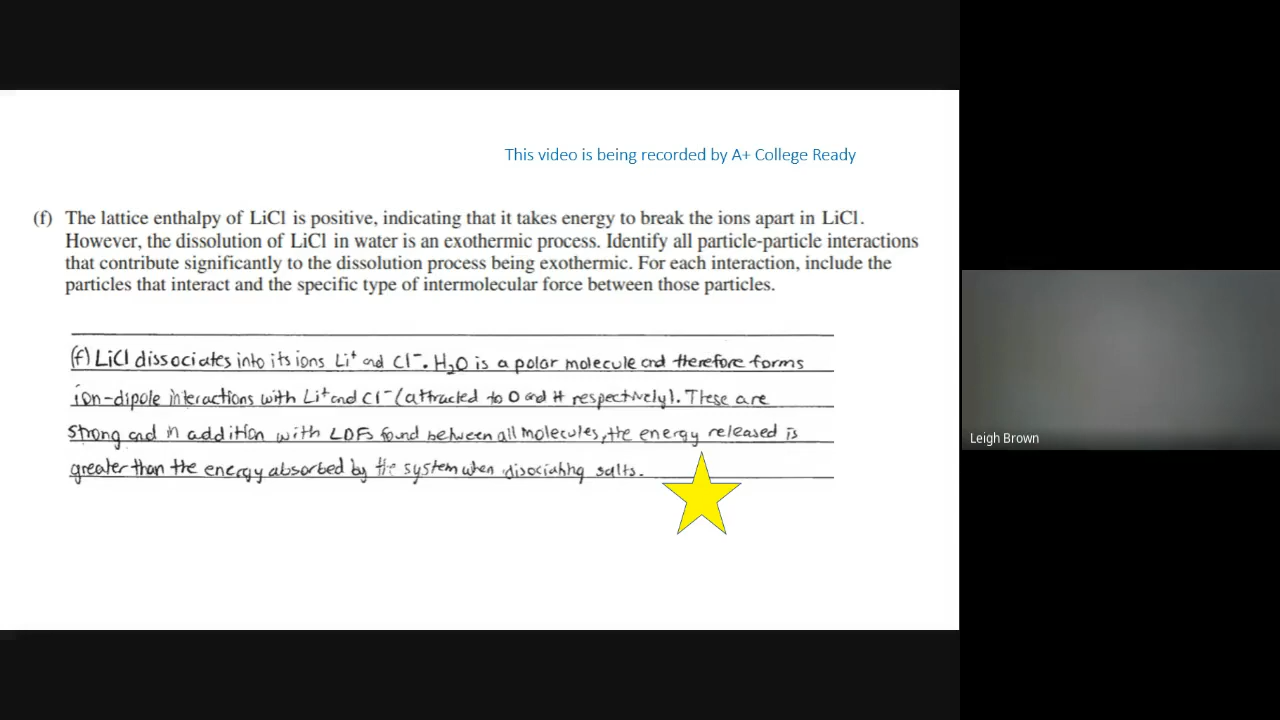 This video is being recorded by A+ College Ready
(f) The lattice enthalpy of LiCl is positive, indicating that it takes energy to break the ions apart in LiCl.
However, the dissolution of LiCl in water is an exothermic process. Identify all particle-particle interactions
that contribute significantly to the dissolution process being exothermic. For each interaction, include the
particles that interact and the specific type of intermolecular force between those particles.
(f) LiCl dissociates into its ions Li⁺ and Cl⁻. H₂O is a polar molecule and therefore forms
ion-dipole interactions with Li⁺ and Cl⁻ (attracted to O and H respectively). These are
strong and in addition with LDFs found between all molecules, the energy released is
greater than the energy absorbed by the system when disociating salts.
Leigh Brown